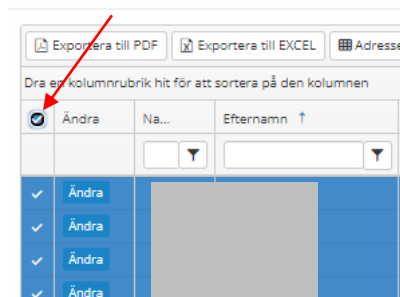 Exportera till PDF Exportera till EXCEL Adresse
Dra en kolumnrubrik hit för att sortera på den kolumnen
Ändra Na... Efternamn ↑
Ändra
Ändra
Ändra
Ändra